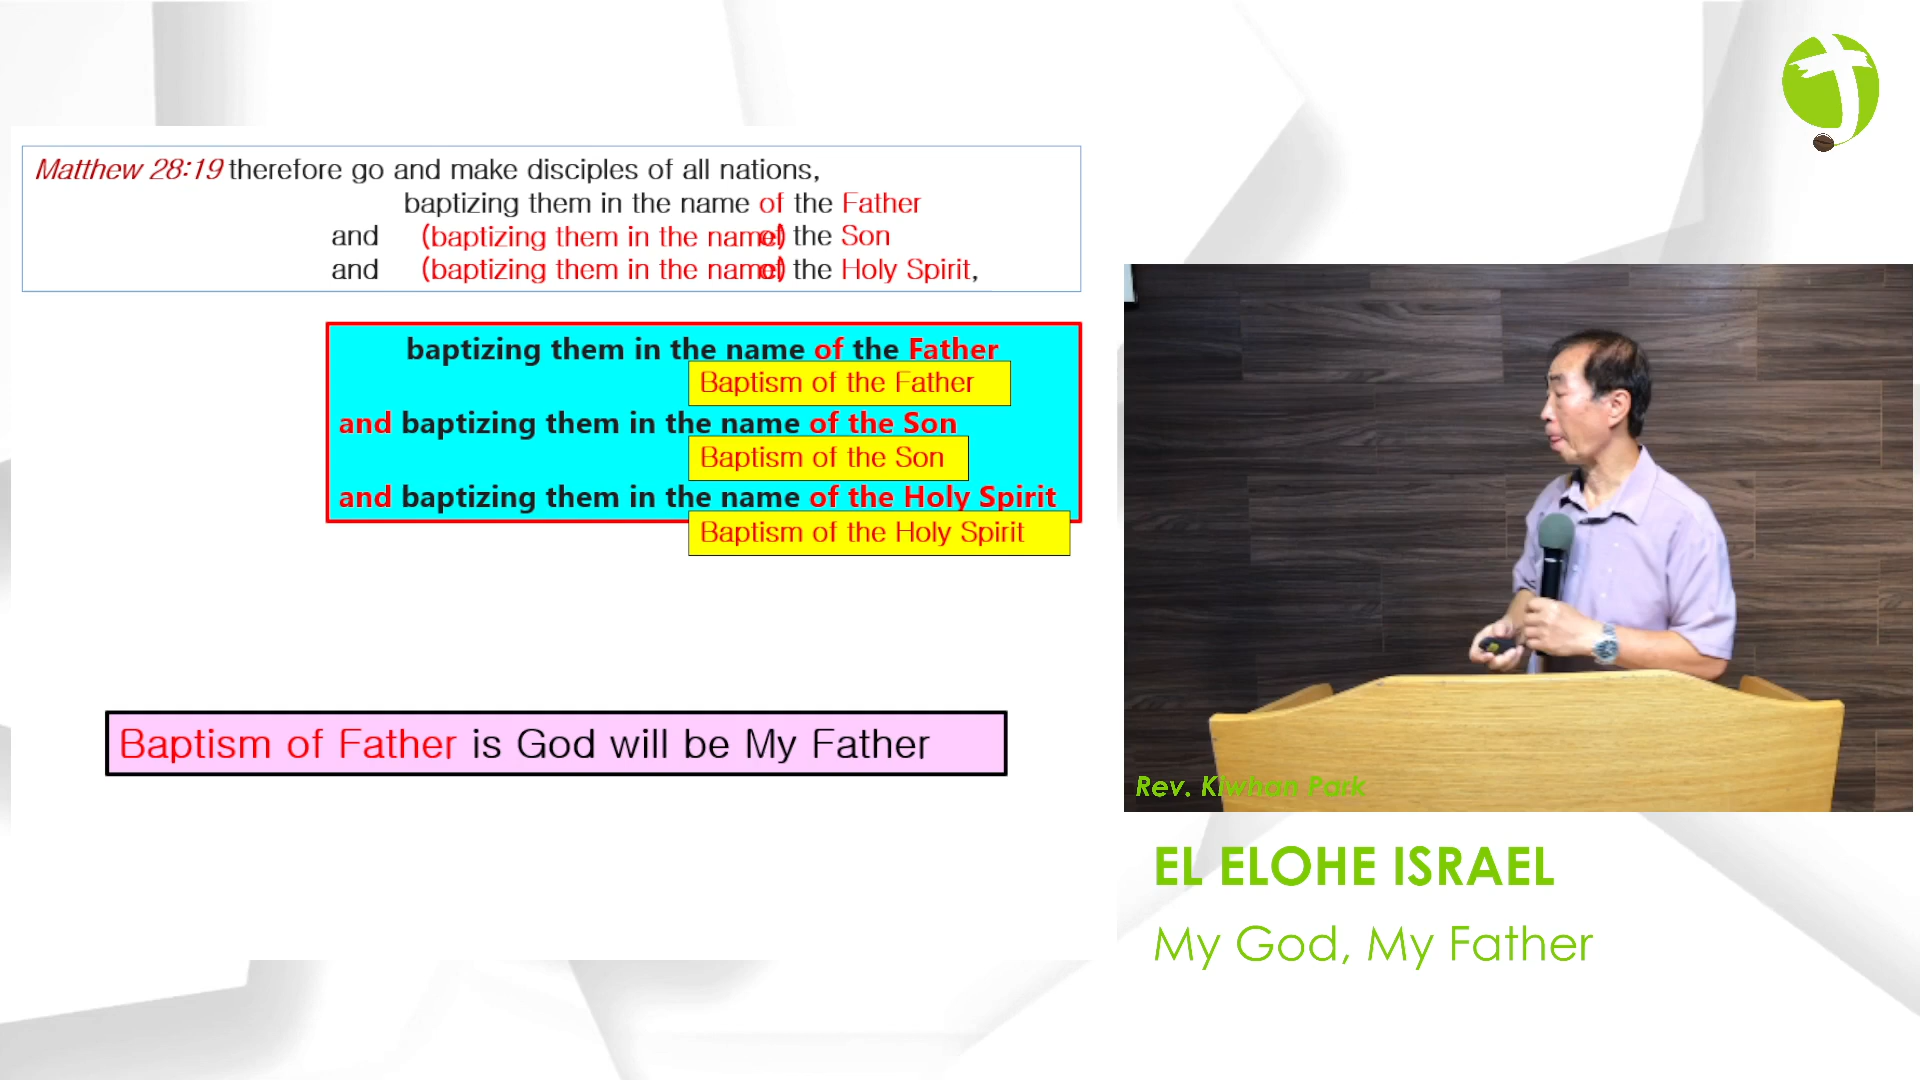 Matthew 28:19 therefore go and make disciples of all nations,
baptizing them in the name of the Father
and (baptizing them in the name of) the Son
and (baptizing them in the name of) the Holy Spirit,
baptizing them in the name of the Father
Baptism of the Father
and baptizing them in the name of the Son
Baptism of the Son
and baptizing them in the name of the Holy Spirit
Baptism of the Holy Spirit
Baptism of Father is God will be My Father
Rev. Kiwhan Park
EL ELOHE ISRAEL
My God, My Father